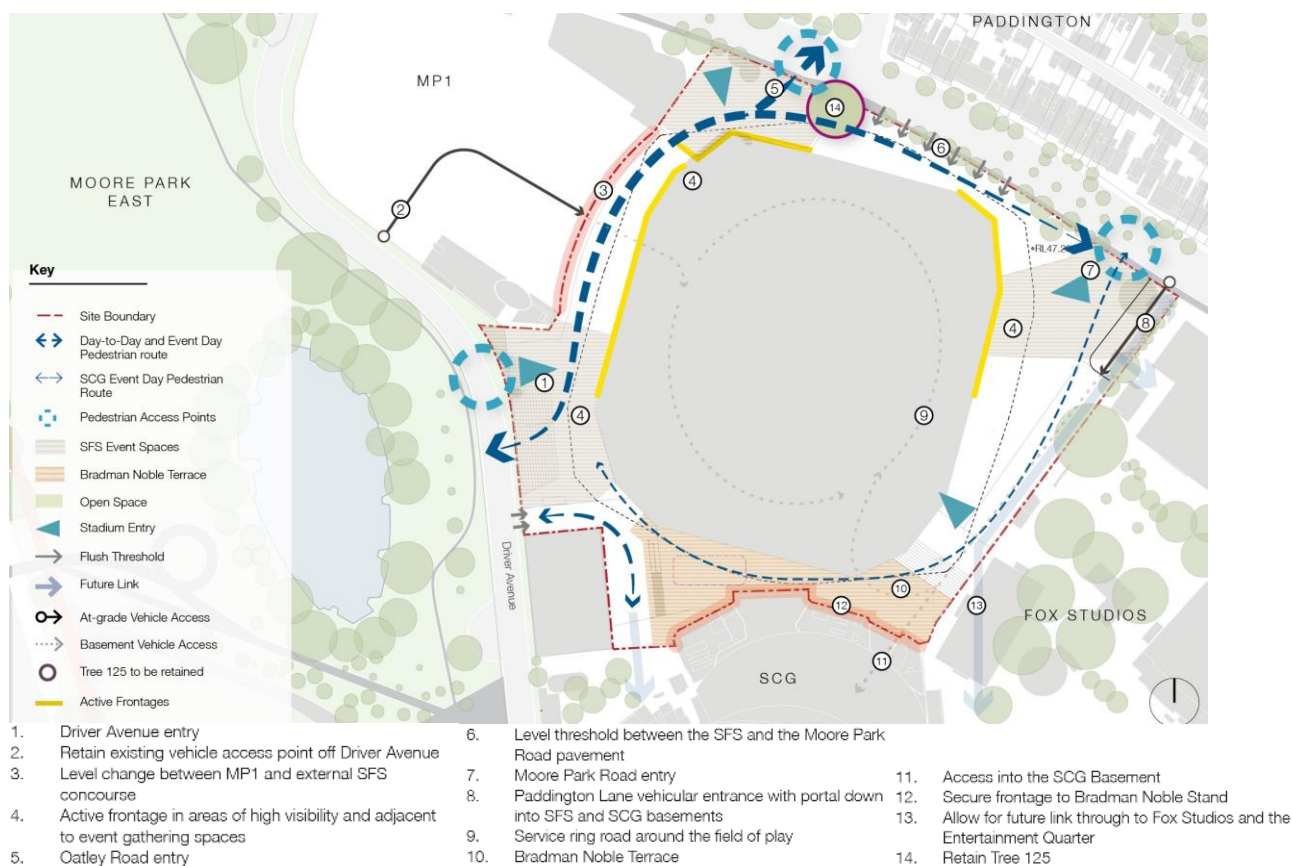 PADDINGTON
MP1
5
14
6
MOORE PARK
EAST
3
4
2
•RL47.2
7
Key
Site Boundary
Day-to-Day and Event Day
Pedestrian route
SCG Event Day Pedestrian
Route
Pedestrian Access Points
SFS Event Spaces
Bradman Noble Terrace
Open Space
Stadium Entry
Flush Threshold
Future Link
At-grade Vehicle Access
Basement Vehicle Access
Tree 125 to be retained
Active Frontages
4
8
1
4
9
Driver Avenue
10
12
13
FOX STUDIOS
11
SCG
1. Driver Avenue entry
2. Retain existing vehicle access point off Driver Avenue
3. Level change between MP1 and external SFS
concourse
4. Active frontage in areas of high visibility and adjacent
to event gathering spaces
5. Oatley Road entry
6. Level threshold between the SFS and the Moore Park
Road pavement
7. Moore Park Road entry
8. Paddington Lane vehicular entrance with portal down
into SFS and SCG basements
9. Service ring road around the field of play
10. Bradman Noble Terrace
11. Access into the SCG Basement
12. Secure frontage to Bradman Noble Stand
13. Allow for future link through to Fox Studios and the
Entertainment Quarter
14. Retain Tree 125